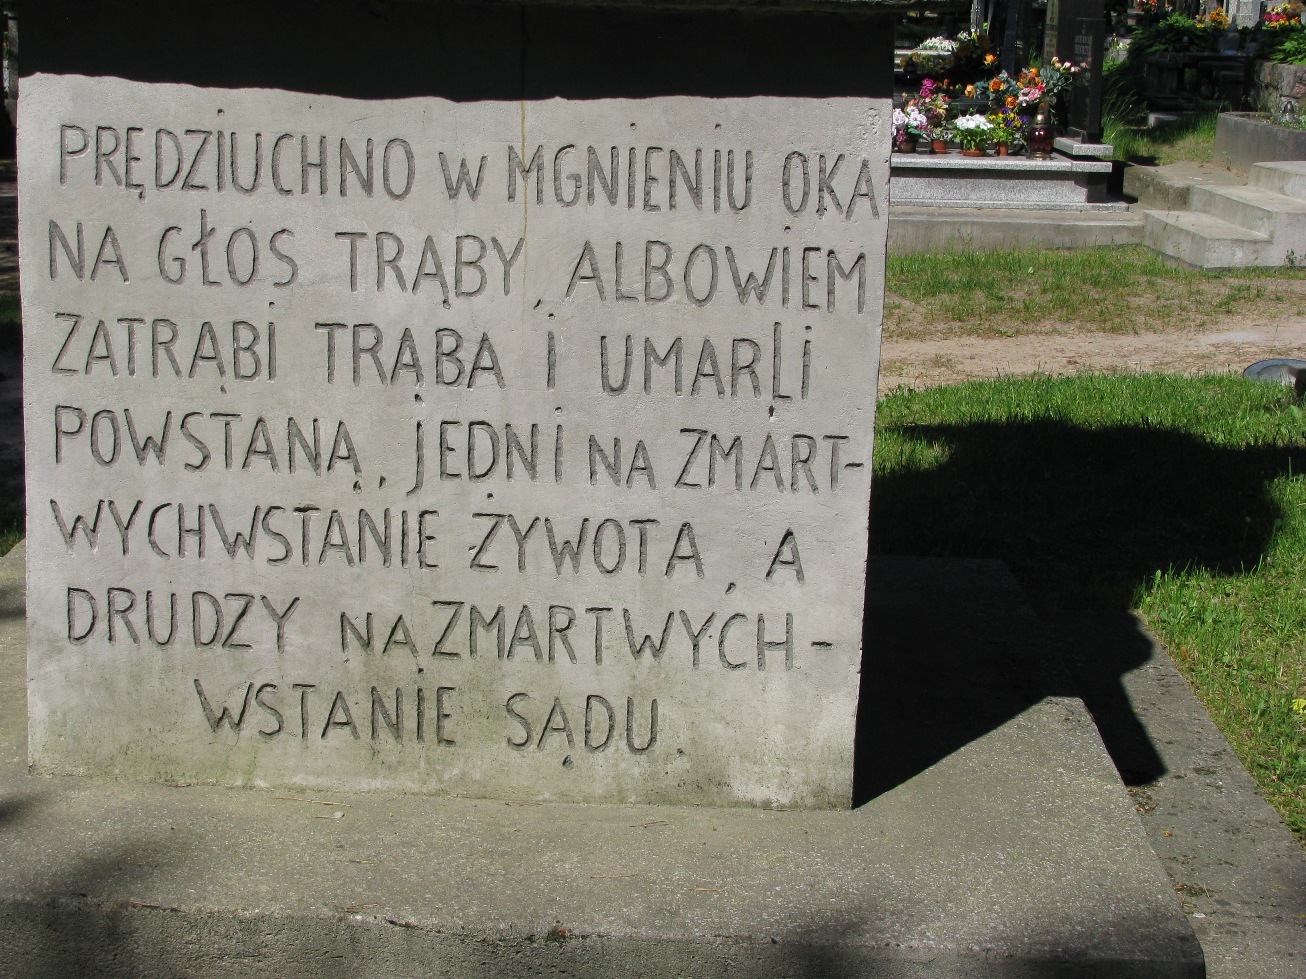 PRĘDZIUCHNO W MGNIENIU OKA
NA GŁOS TRĄBY, ALBOWIEM
ZATRĄBI TRĄBA I UMARLI
POWSTANĄ, JEDNI NA ZMART-
WYCHWSTANIE ŻYWOTA, A
DRUDZY NA ZMARTWYCH-
WSTANIE SĄDU.